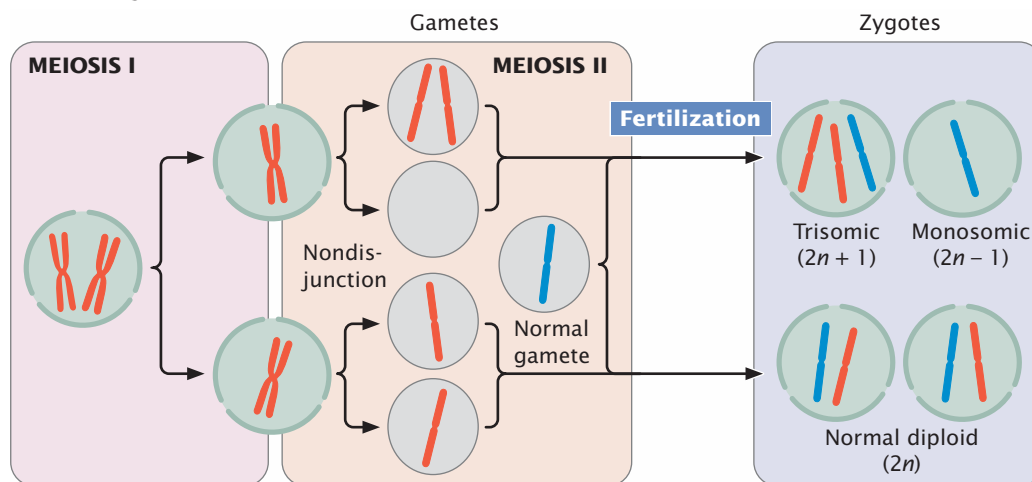 Gametes
Zygotes
MEIOSIS I
MEIOSIS II
Fertilization
Nondis-
junction
Normal
gamete
Trisomic
(2n + 1)
Monosomic
(2n − 1)
Normal diploid
(2n)